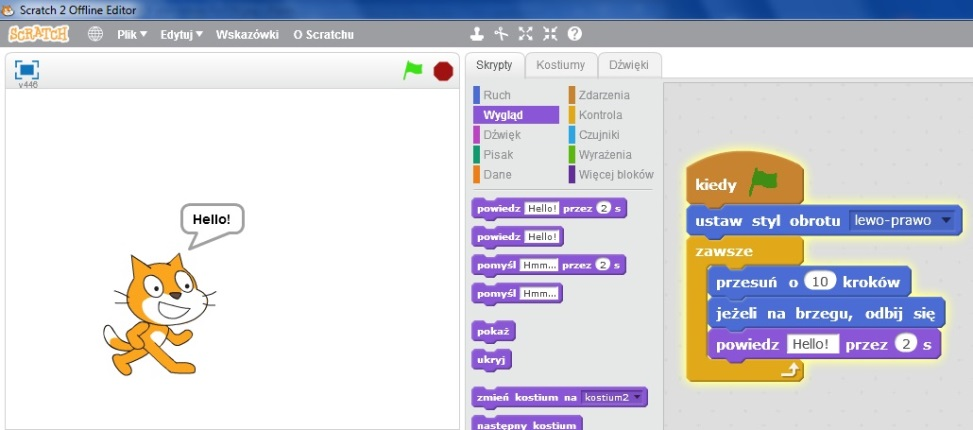 Scratch 2 Offline Editor
SCRATCH Plik Edytuj Wskazówki O Scratchu ?
v446
Hello!
Skrypty Kostiumy Dźwięki
Ruch Zdarzenia
Wygląd Kontrola
Dźwięk Czujniki
Pisak Wyrażenia
Dane Więcej bloków
powiedz Hello! przez 2 s
powiedz Hello!
pomyśl Hmm... przez 2 s
pomyśl Hmm...
pokaż
ukryj
zmień kostium na kostium2
następny kostium
kiedy
ustaw styl obrotu lewo-prawo
zawsze
przesuń o 10 kroków
jeżeli na brzegu, odbij się
powiedz Hello! przez 2 s